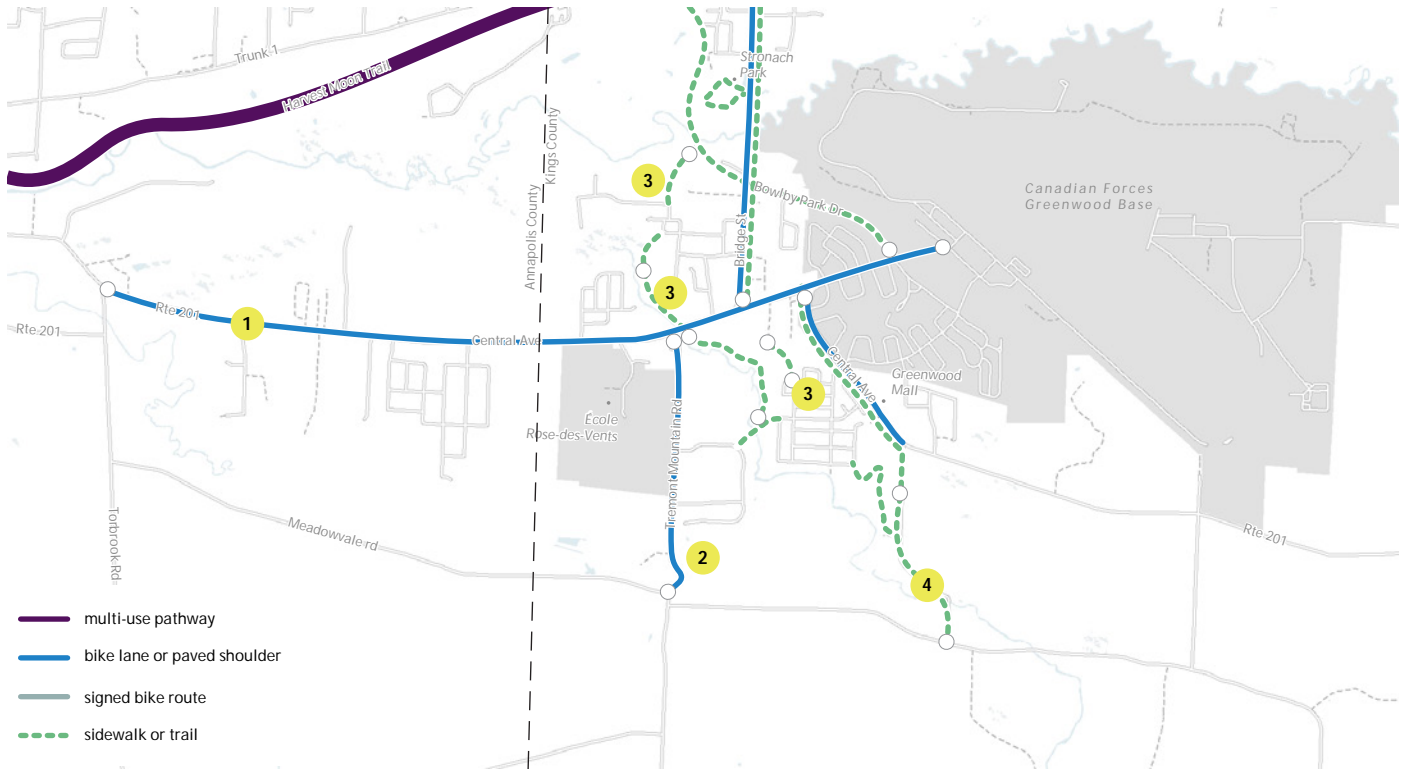 Trunk 1
Harvest Moon Trail
Stronach
Park
Kings County
Annapolis County
3
Bowlby Park Dr
Canadian Forces
Greenwood Base
Bridge St
3
Rte 201
1
Rte 201
Central Ave
Central Ave
Greenwood
Mall
3
École
Rose-des-Vents
Tremont Mountain Rd
Torbrook Rd
Meadowvale rd
Rte 201
2
4
multi-use pathway
bike lane or paved shoulder
signed bike route
sidewalk or trail